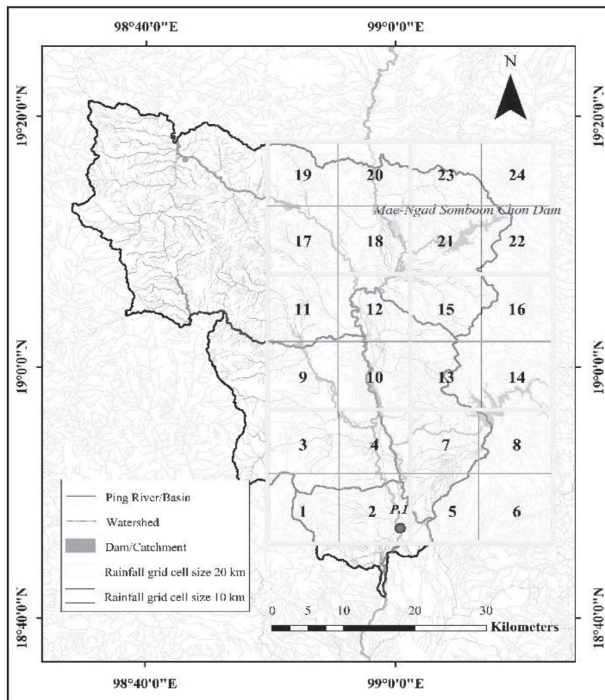 98°40'0"E 99°0'0"E
N
19°20'0"N 19°20'0"N
19 20 23 24
Mae-Ngad Somboon Chon Dam
17 18 21 22
11 12 15 16
19°0'0"N 19°0'0"N
9 10 13 14
3 4 7 8
1 2 P.1 5 6
Ping River/Basin
Watershed
Dam/Catchment
Rainfall grid cell size 20 km
Rainfall grid cell size 10 km
0 5 10 20 30
Kilometers
18°40'0"N 18°40'0"N
98°40'0"E 99°0'0"E